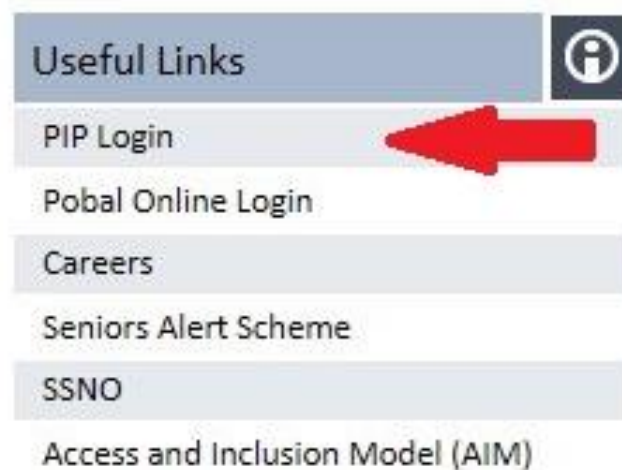 Useful Links
PIP Login
Pobal Online Login
Careers
Seniors Alert Scheme
SSNO
Access and Inclusion Model (AIM)